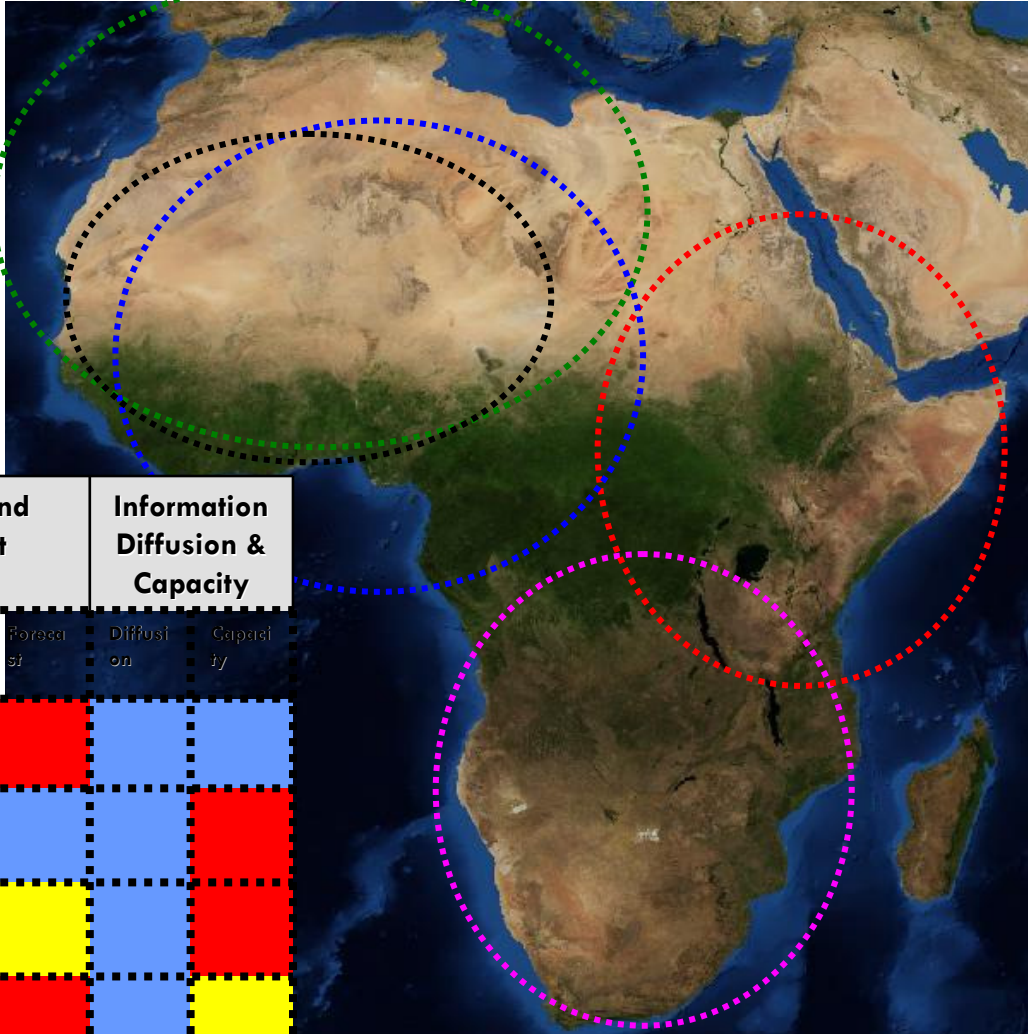 nd
t
Information
Diffusion &
Capacity
Foreca
st
Diffusi
on
Capaci
ty